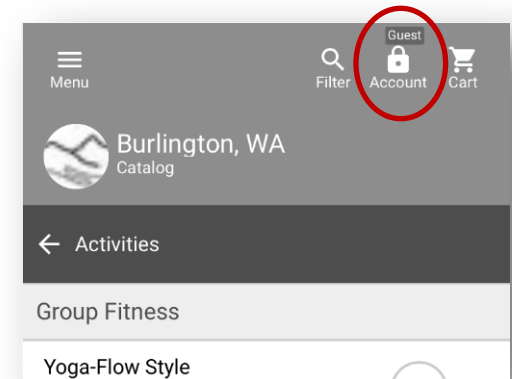 Guest
Menu
Filter
Account
Cart
Burlington, WA
Catalog
Activities
Group Fitness
Yoga-Flow Style